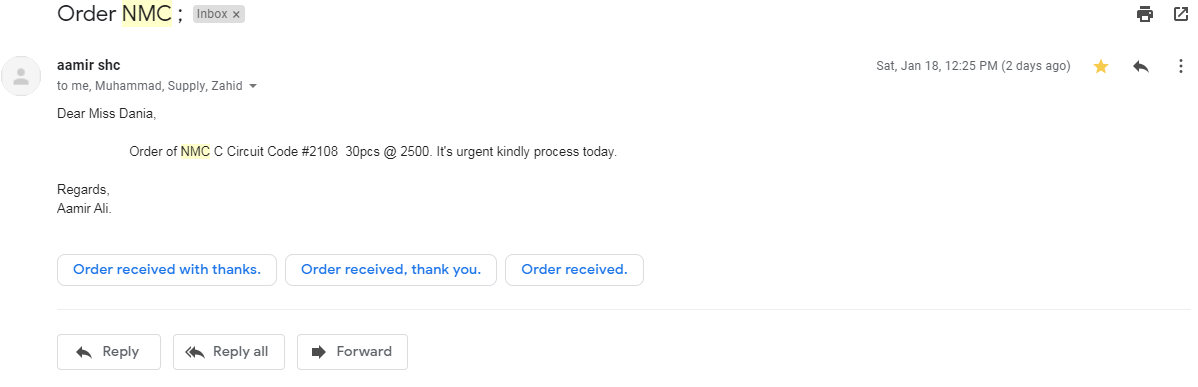 Order NMC ; Inbox ×
aamir shc Sat, Jan 18, 12:25 PM (2 days ago)
to me, Muhammad, Supply, Zahid
Dear Miss Dania,
Order of NMC C Circuit Code #2108  30pcs @ 2500. It's urgent kindly process today.
Regards,
Aamir Ali.
Order received with thanks. Order received, thank you. Order received.
Reply Reply all Forward